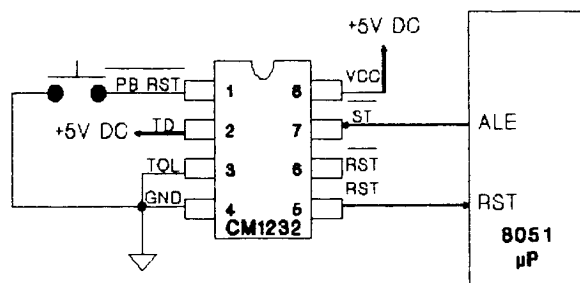 +5V DC
PB RST
1
8
VCC
+5V DC
TD
2
7
ST
ALE
TOL
3
6
RST
GND
4
5
RST
RST
CM1232
8051
µP